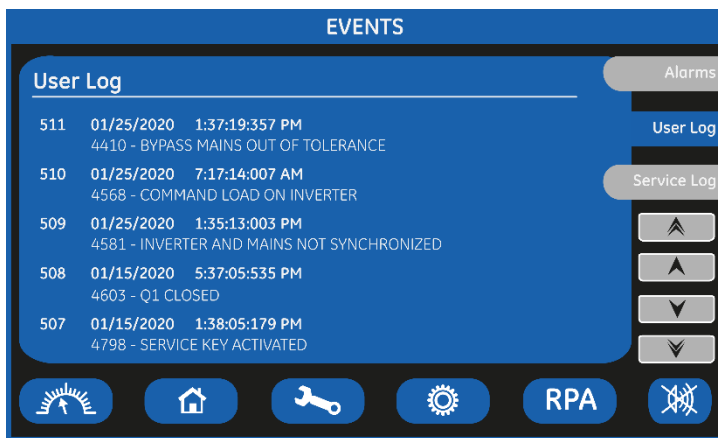 EVENTS
User Log
511 01/25/2020 1:37:19:357 PM
4410 - BYPASS MAINS OUT OF TOLERANCE
510 01/25/2020 7:17:14:007 AM
4568 - COMMAND LOAD ON INVERTER
509 01/25/2020 1:35:13:003 PM
4581 - INVERTER AND MAINS NOT SYNCHRONIZED
508 01/15/2020 5:37:05:535 PM
4603 - Q1 CLOSED
507 01/15/2020 1:38:05:179 PM
4798 - SERVICE KEY ACTIVATED
Alarms
User Log
Service Log
RPA